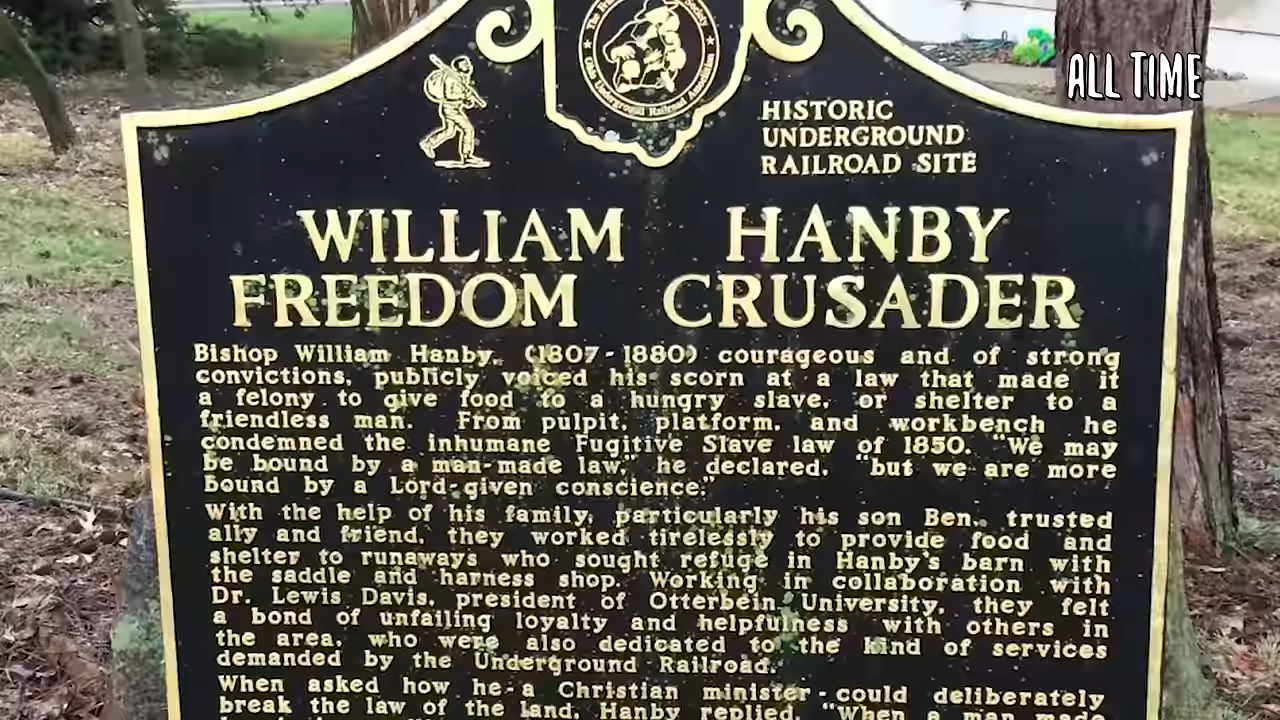 ALL TIME
HISTORIC
UNDERGROUND
RAILROAD SITE
WILLIAM HANBY
FREEDOM CRUSADER
Bishop William Hanby, (1807-1880) courageous and of strong
convictions, publicly voiced his scorn at a law that made it
a felony to give food to a hungry slave, or shelter to a
friendless man. From pulpit, platform, and workbench he
condemned the inhumane Fugitive Slave law of 1850. "We may
be bound by a man-made law," he declared, "but we are more
bound by a Lord-given conscience."
With the help of his family, particularly his son Ben, trusted
ally and friend, they worked tirelessly to provide food and
shelter to runaways who sought refuge in Hanby's barn with
the saddle and harness shop. Working in collaboration with
Dr. Lewis Davis, president of Otterbein University, they felt
a bond of unfailing loyalty and helpfulness with others in
the area, who were also dedicated to the kind of services
demanded by the Underground Railroad.
When asked how he-a Christian minister-could deliberately
break the law of the land, Hanby replied, "When a man made